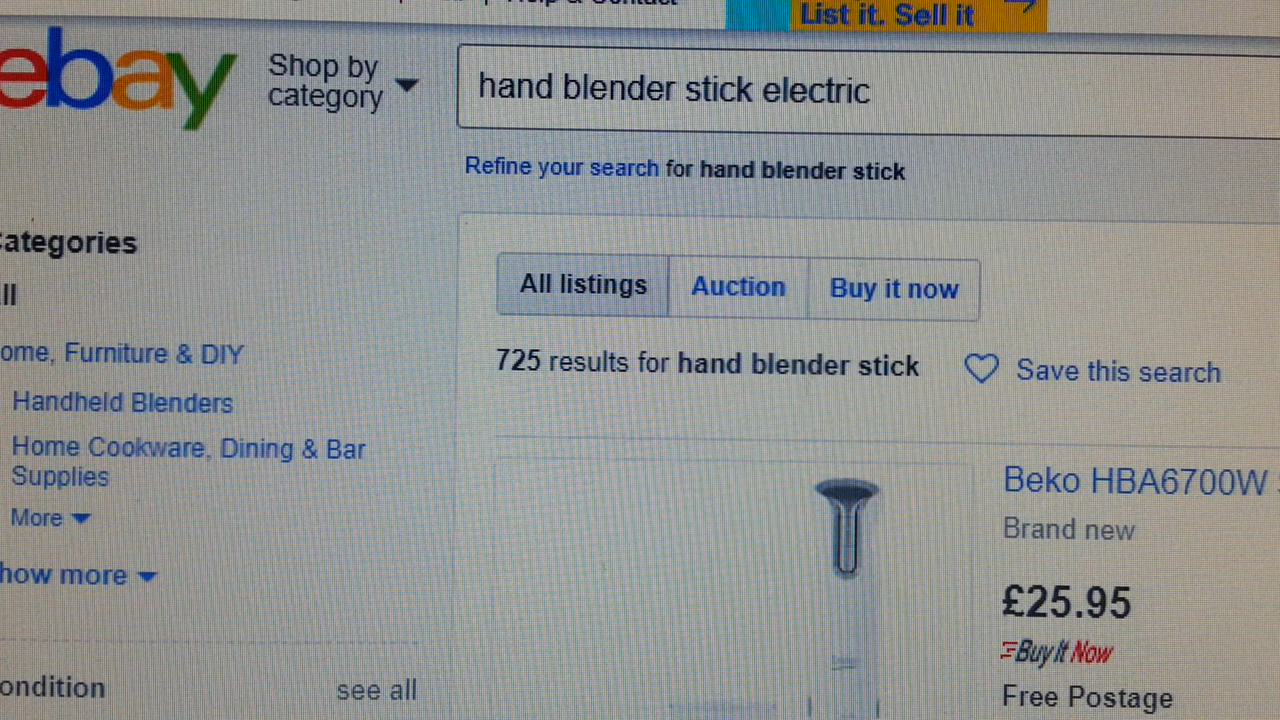 Help & Contact
List it. Sell it
ebay
Shop by
category
hand blender stick electric
Refine your search for hand blender stick
ategories
ll
All listings
Auction
Buy it now
ome, Furniture & DIY
725 results for hand blender stick
Save this search
Handheld Blenders
Home Cookware, Dining & Bar
Supplies
More
how more
Beko HBA6700W
Brand new
£25.95
Buy It Now
Free Postage
ondition
see all